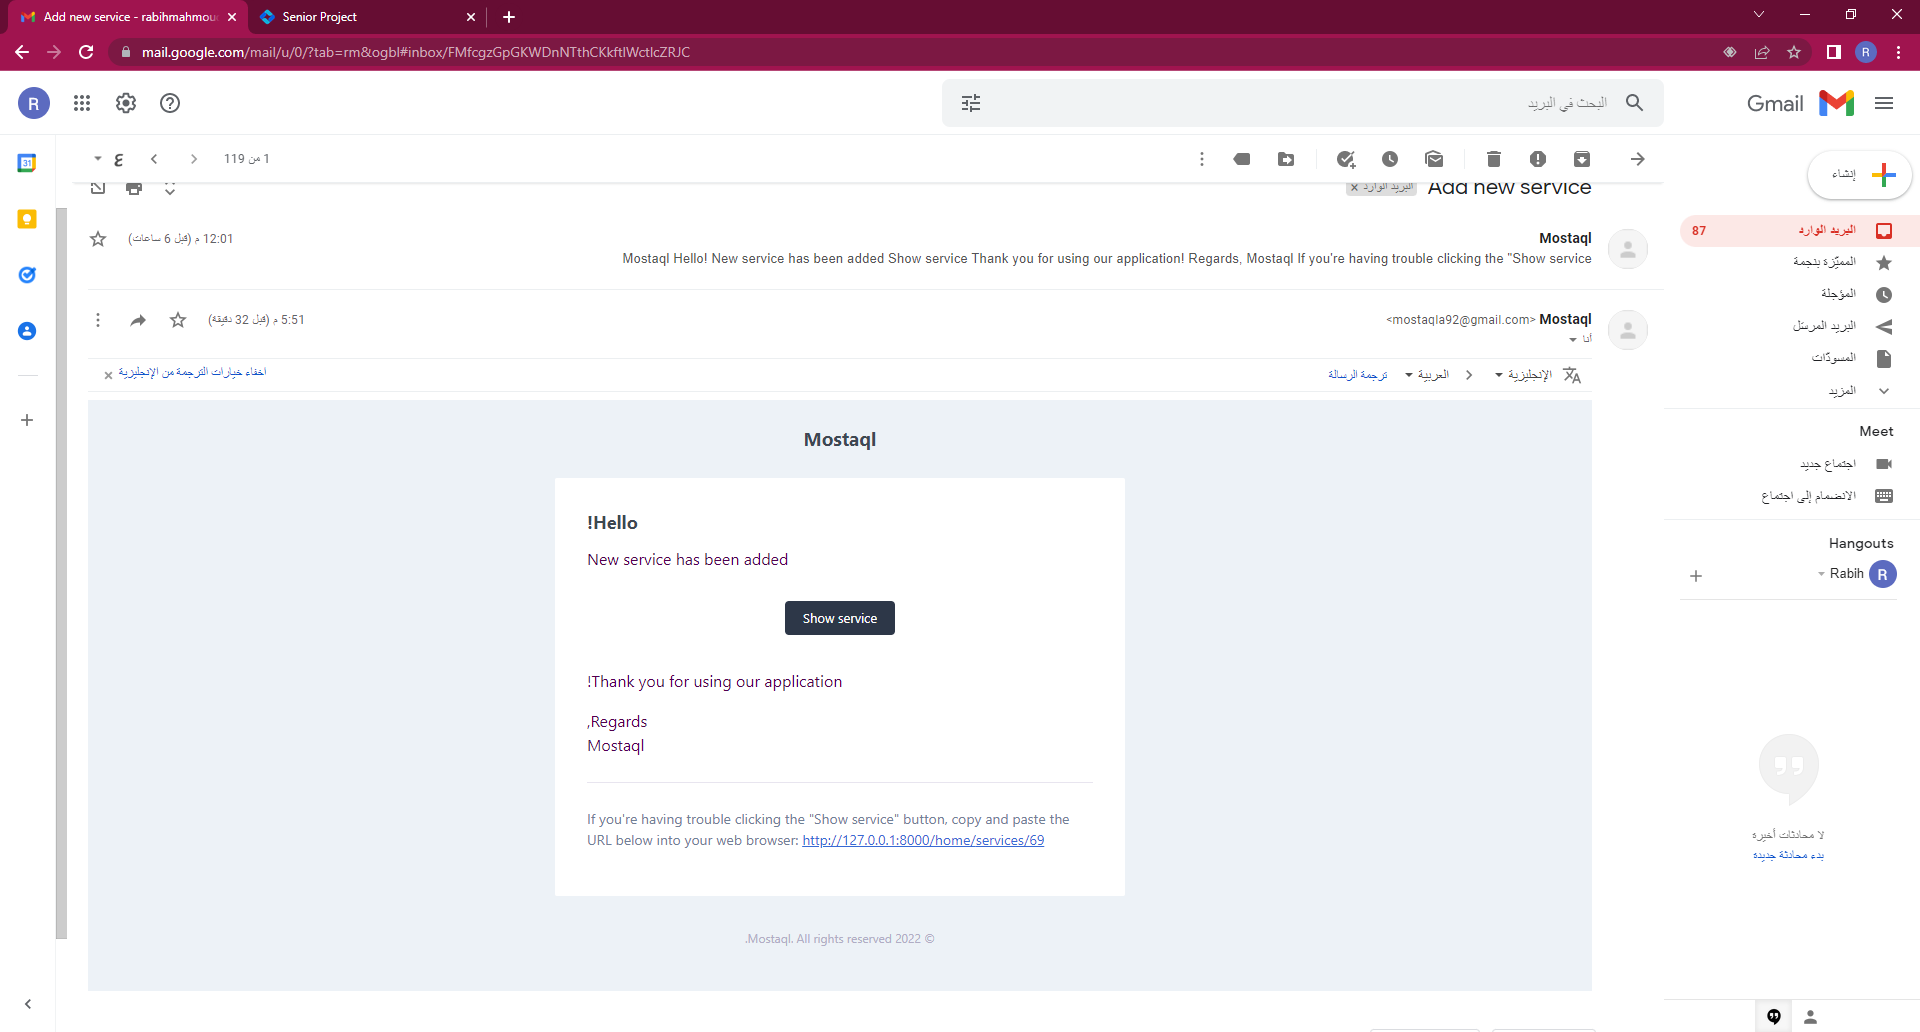 Add new service - rabihmahmou
Senior Project
mail.google.com/mail/u/0/?tab=rm&ogbl#inbox/FMfcgzGpGKWDnNTthCKkftlWctlcZRJC
R
R
البحث في البريد
Gmail
31
ع
1 من 119
إنشاء
Add new service
البريد الوارد
البريد الوارد
87
المميّزة بنجمة
المؤجلة
البريد المرسَل
المسودّات
المزيد
Mostaql
12:01 م (قبل 6 ساعات)
Mostaql Hello! New service has been added Show service Thank you for using our application! Regards, Mostaql If you're having trouble clicking the "Show service
Mostaql <mostaqla92@gmail.com>
5:51 م (قبل 32 دقيقة)
أنا
الإنجليزية
العربية
ترجمة الرسالة
اخفاء خيارات الترجمة من الإنجليزية
Mostaql
!Hello
New service has been added
Show service
!Thank you for using our application
,Regards
Mostaql
If you're having trouble clicking the "Show service" button, copy and paste the
URL below into your web browser: http://127.0.0.1:8000/home/services/69
.Mostaql. All rights reserved 2022 ©
Meet
اجتماع جديد
الانضمام إلى اجتماع
Hangouts
Rabih
R
لا محادثات أخيرة
بدء محادثة جديدة